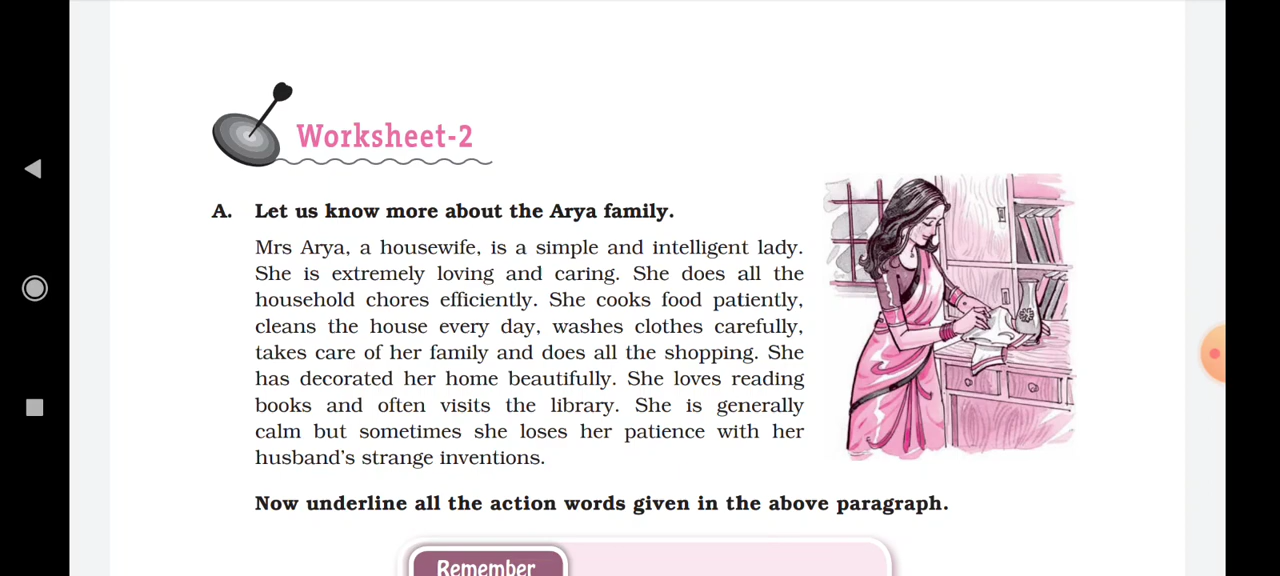 Worksheet-2
A. Let us know more about the Arya family.
Mrs Arya, a housewife, is a simple and intelligent lady.
She is extremely loving and caring. She does all the
household chores efficiently. She cooks food patiently,
cleans the house every day, washes clothes carefully,
takes care of her family and does all the shopping. She
has decorated her home beautifully. She loves reading
books and often visits the library. She is generally
calm but sometimes she loses her patience with her
husband's strange inventions.
Now underline all the action words given in the above paragraph.
Remember